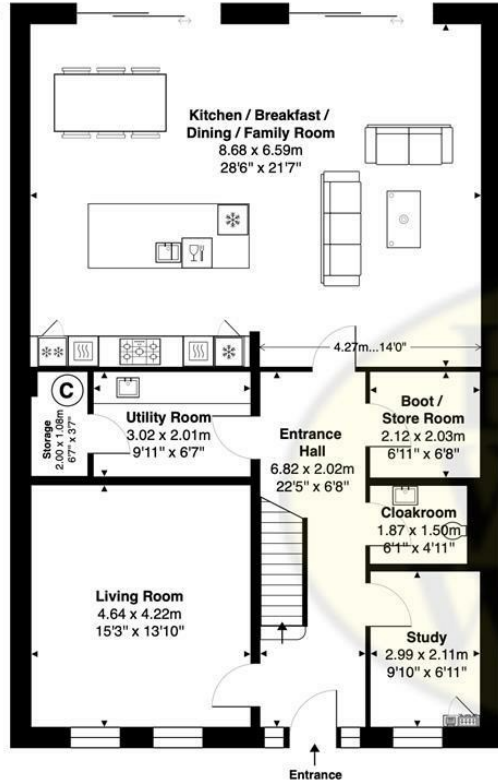 Kitchen / Breakfast /
Dining / Family Room
8.68 x 6.59m
28'6" x 21'7"
4.27m...14'0"
C
Storage
2.00 x 1.08m
6'7" x 3'7"
Utility Room
3.02 x 2.01m
9'11" x 6'7"
Entrance
Hall
6.82 x 2.02m
22'5" x 6'8"
Boot /
Store Room
2.12 x 2.03m
6'11" x 6'8"
Cloakroom
1.87 x 1.50m
6'1" x 4'11"
Living Room
4.64 x 4.22m
15'3" x 13'10"
Study
2.99 x 2.11m
9'10" x 6'11"
Entrance